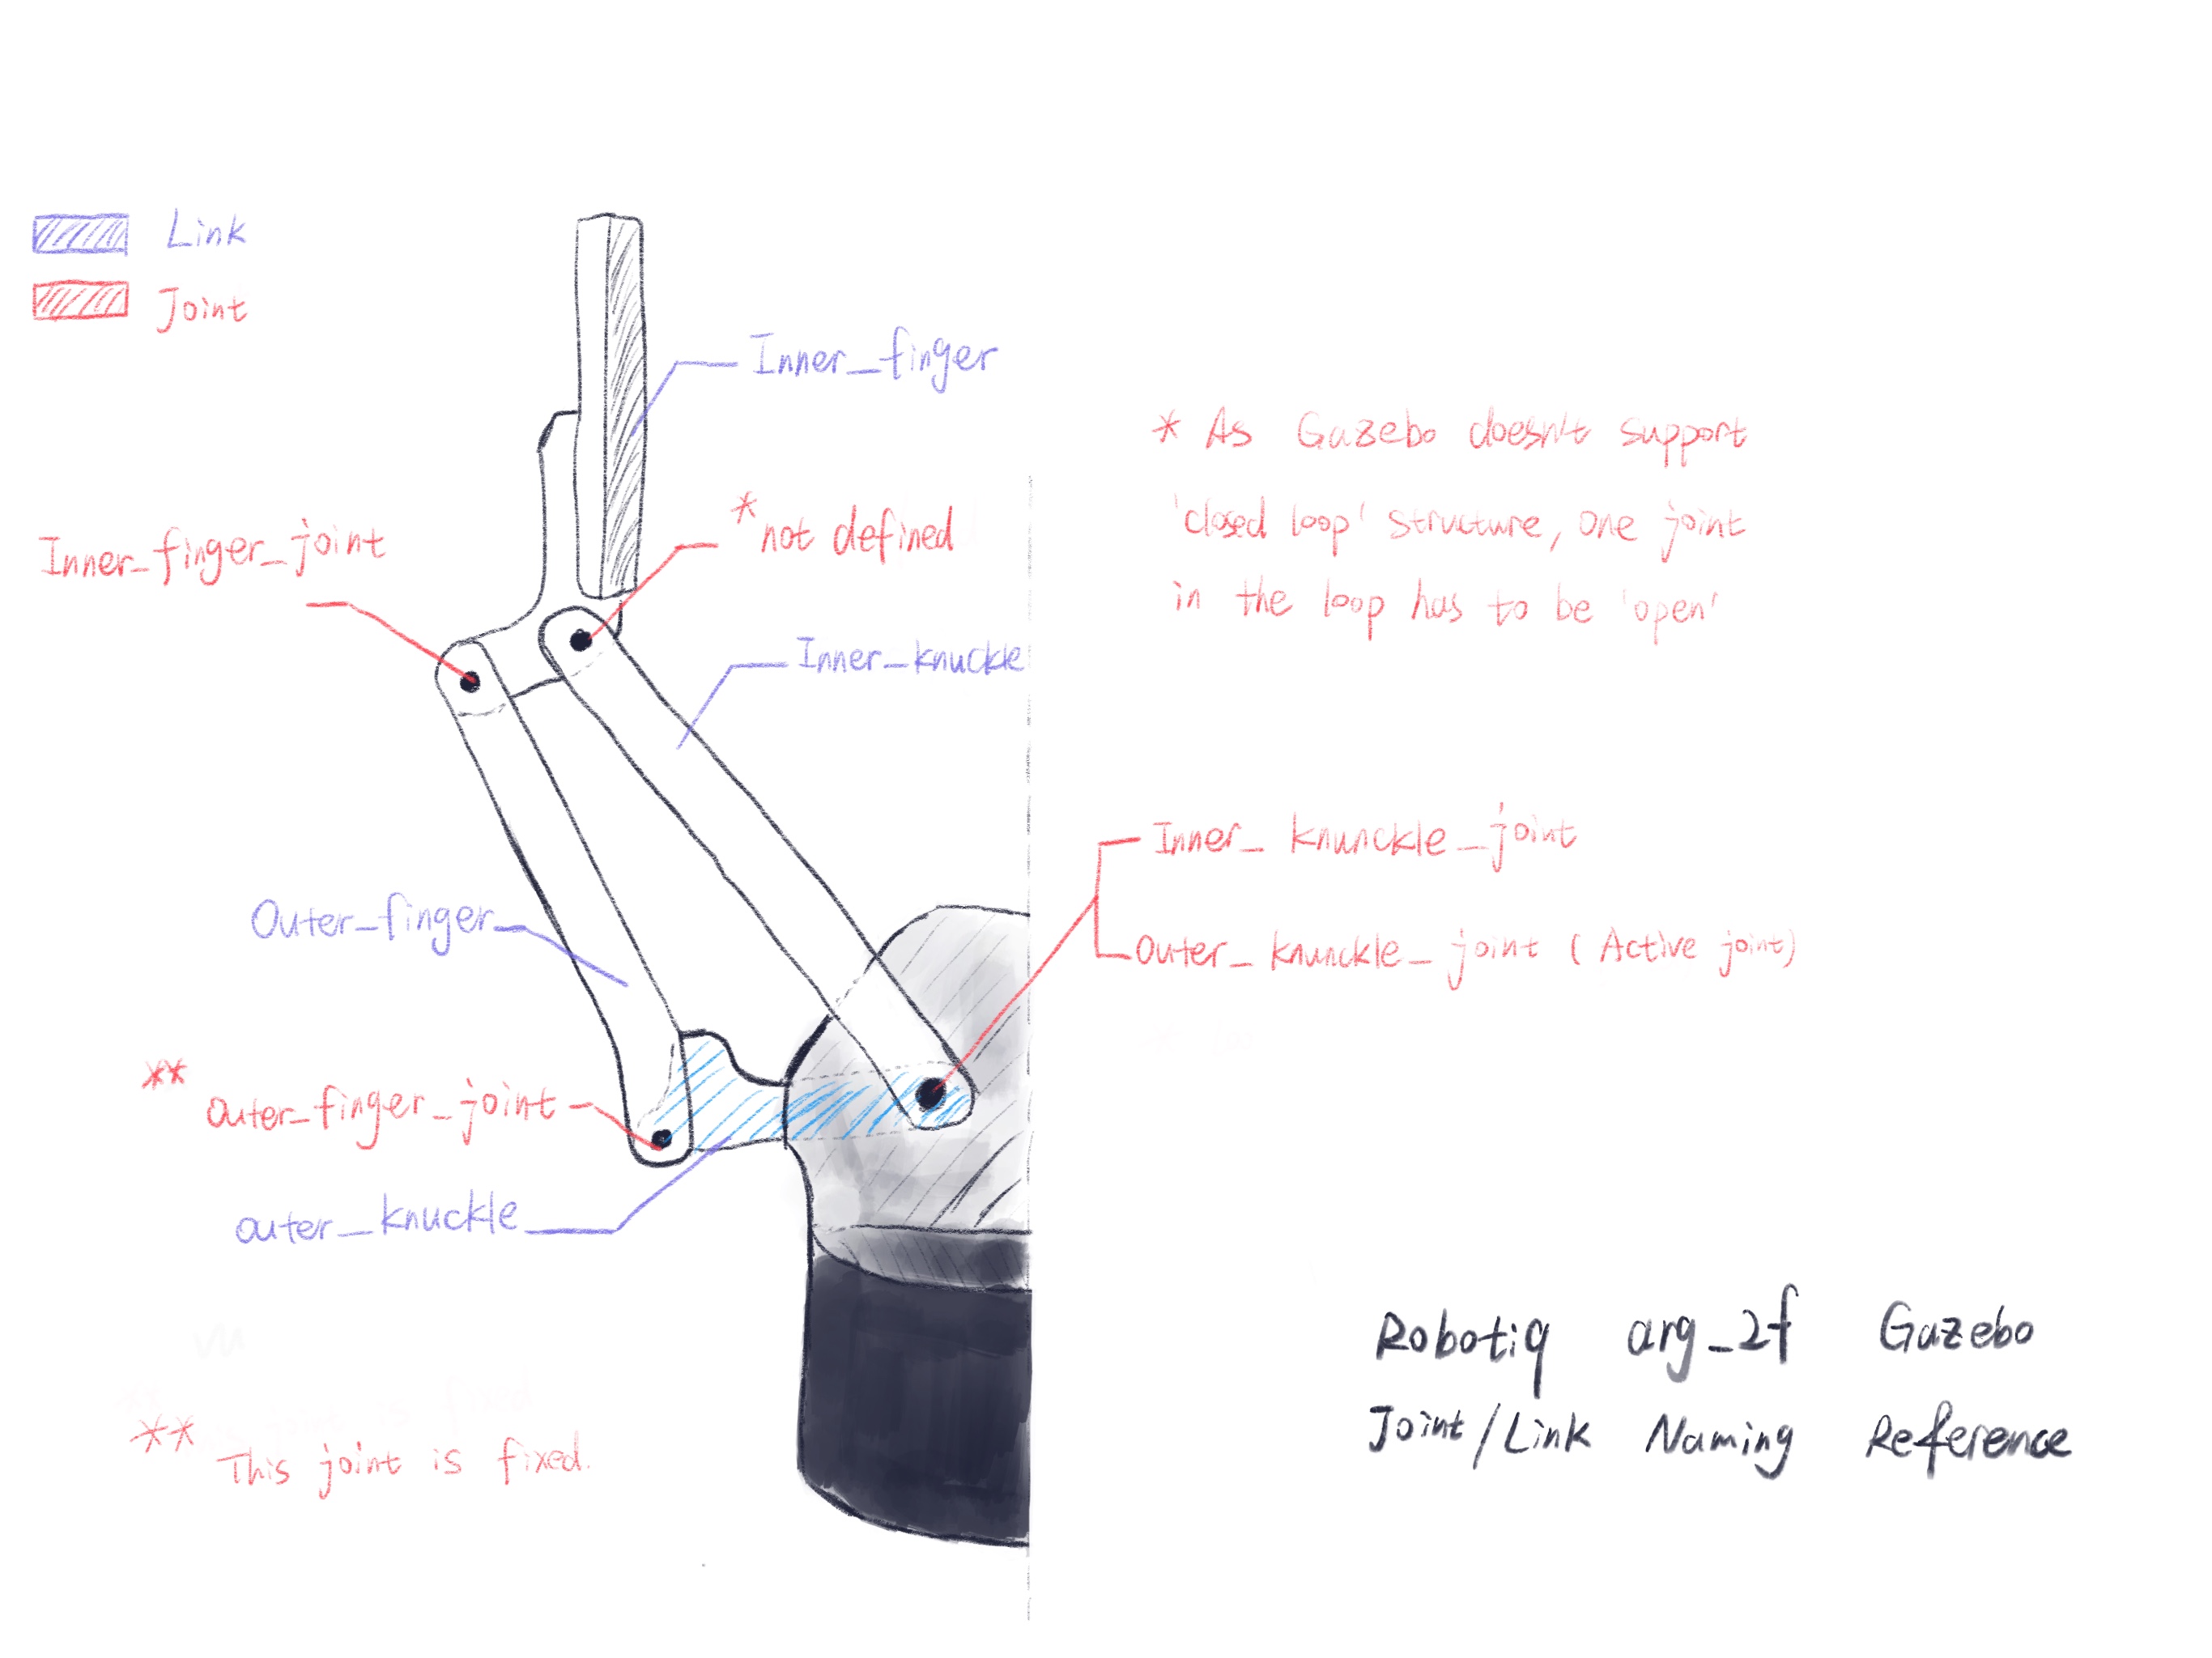 Link
Joint
Inner_finger
* As Gazebo doesn't support
'closed loop' structure, one joint
in the loop has to be 'open'
* not defined
Inner_finger_joint
Inner_knuckle
Inner_knunckle_joint
Outer_knunckle_joint (Active joint)
Outer_finger
** Outer_finger_joint
outer_knuckle
** This joint is fixed.
Robotiq arg_2f Gazebo
Joint/Link Naming Reference